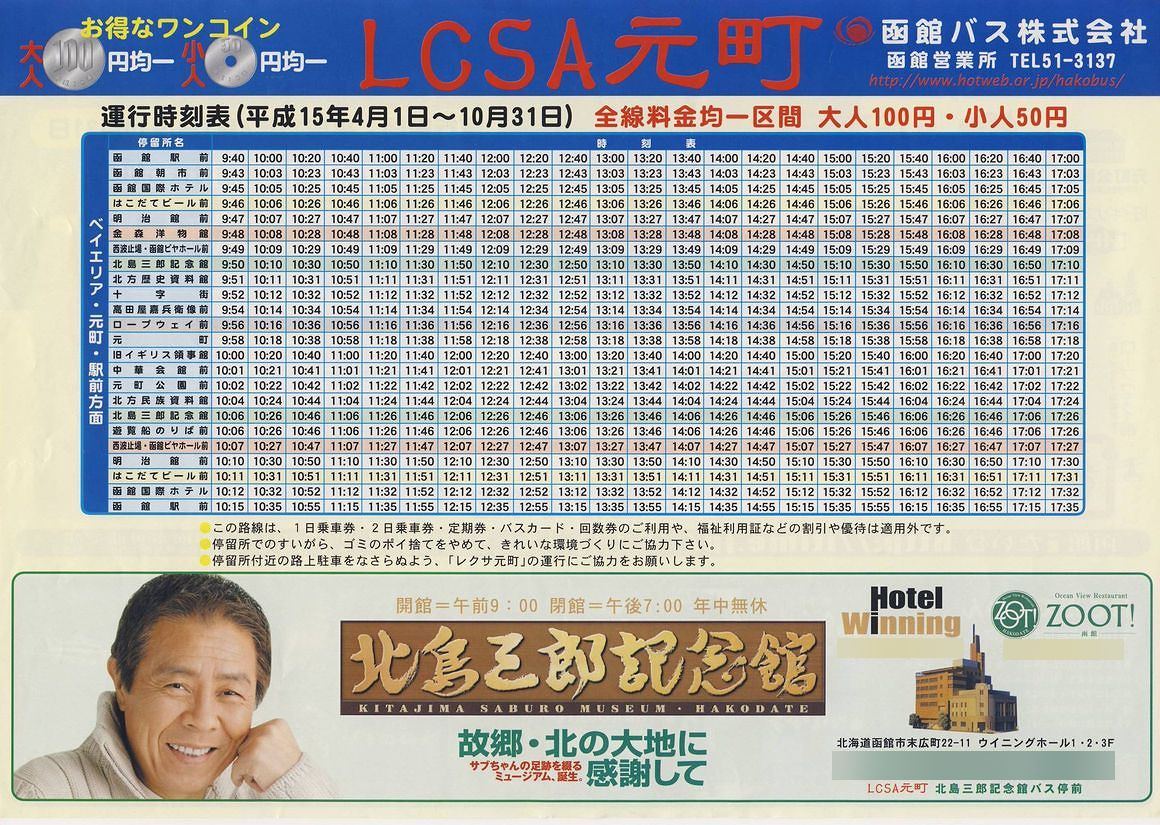 お得なワンコイン
大人 100 円均一 小人 50 円均一
LCSA元町
函館バス株式会社
函館営業所 TEL51-3137
http://www.hotweb.or.jp/hakobus/
運行時刻表(平成15年4月1日〜10月31日) 全線料金均一区間 大人100円・小人50円
停留所名 時刻表
ベイエリア・元町・駅前方面
函館駅前 9:40 10:00 10:20 10:40 11:00 11:20 11:40 12:00 12:20 12:40 13:00 13:20 13:40 14:00 14:20 14:40 15:00 15:20 15:40 16:00 16:20 16:40 17:00
函館朝市前 9:43 10:03 10:23 10:43 11:03 11:23 11:43 12:03 12:23 12:43 13:03 13:23 13:43 14:03 14:23 14:43 15:03 15:23 15:43 16:03 16:23 16:43 17:03
函館国際ホテル 9:45 10:05 10:25 10:45 11:05 11:25 11:45 12:05 12:25 12:45 13:05 13:25 13:45 14:05 14:25 14:45 15:05 15:25 15:45 16:05 16:25 16:45 17:05
はこだてビール前 9:46 10:06 10:26 10:46 11:06 11:26 11:46 12:06 12:26 12:46 13:06 13:26 13:46 14:06 14:26 14:46 15:06 15:26 15:46 16:06 16:26 16:46 17:06
明治館前 9:47 10:07 10:27 10:47 11:07 11:27 11:47 12:07 12:27 12:47 13:07 13:27 13:47 14:07 14:27 14:47 15:07 15:27 15:47 16:07 16:27 16:47 17:07
金森洋物館 9:48 10:08 10:28 10:48 11:08 11:28 11:48 12:08 12:28 12:48 13:08 13:28 13:48 14:08 14:28 14:48 15:08 15:28 15:48 16:08 16:28 16:48 17:08
西波止場・函館ビヤホール前 9:49 10:09 10:29 10:49 11:09 11:29 11:49 12:09 12:29 12:49 13:09 13:29 13:49 14:09 14:29 14:49 15:09 15:29 15:49 16:09 16:29 16:49 17:09
北島三郎記念館 9:50 10:10 10:30 10:50 11:10 11:30 11:50 12:10 12:30 12:50 13:10 13:30 13:50 14:10 14:30 14:50 15:10 15:30 15:50 16:10 16:30 16:50 17:10
北方歴史資料館 9:51 10:11 10:31 10:51 11:11 11:31 11:51 12:11 12:31 12:51 13:11 13:31 13:51 14:11 14:31 14:51 15:11 15:31 15:51 16:11 16:31 16:51 17:11
十字街 9:52 10:12 10:32 10:52 11:12 11:32 11:52 12:12 12:32 12:52 13:12 13:32 13:52 14:12 14:32 14:52 15:12 15:32 15:52 16:12 16:32 16:52 17:12
高田屋嘉兵衛像前 9:54 10:14 10:34 10:54 11:14 11:34 11:54 12:14 12:34 12:54 13:14 13:34 13:54 14:14 14:34 14:54 15:14 15:34 15:54 16:14 16:34 16:54 17:14
ロープウェイ前 9:56 10:16 10:36 10:56 11:16 11:36 11:56 12:16 12:36 12:56 13:16 13:36 13:56 14:16 14:36 14:56 15:16 15:36 15:56 16:16 16:36 16:56 17:16
元町 9:58 10:18 10:38 10:58 11:18 11:38 11:58 12:18 12:38 12:58 13:18 13:38 13:58 14:18 14:38 14:58 15:18 15:38 15:58 16:18 16:38 16:58 17:18
旧イギリス領事館 10:00 10:20 10:40 11:00 11:20 11:40 12:00 12:20 12:40 13:00 13:20 13:40 14:00 14:20 14:40 15:00 15:20 15:40 16:00 16:20 16:40 17:00 17:20
中華会館前 10:01 10:21 10:41 11:01 11:21 11:41 12:01 12:21 12:41 13:01 13:21 13:41 14:01 14:21 14:41 15:01 15:21 15:41 16:01 16:21 16:41 17:01 17:21
元町公園前 10:02 10:22 10:42 11:02 11:22 11:42 12:02 12:22 12:42 13:02 13:22 13:42 14:02 14:22 14:42 15:02 15:22 15:42 16:02 16:22 16:42 17:02 17:22
北方民族資料館 10:04 10:24 10:44 11:04 11:24 11:44 12:04 12:24 12:44 13:04 13:24 13:44 14:04 14:24 14:44 15:04 15:24 15:44 16:04 16:24 16:44 17:04 17:24
北島三郎記念館 10:06 10:26 10:46 11:06 11:26 11:46 12:06 12:26 12:46 13:06 13:26 13:46 14:06 14:26 14:46 15:06 15:26 15:46 16:06 16:26 16:46 17:06 17:26
遊覧船のりば前 10:06 10:26 10:46 11:06 11:26 11:46 12:06 12:26 12:46 13:06 13:26 13:46 14:06 14:26 14:46 15:06 15:26 15:46 16:06 16:26 16:46 17:06 17:26
西波止場・函館ビヤホール前 10:07 10:27 10:47 11:07 11:27 11:47 12:07 12:27 12:47 13:07 13:27 13:47 14:07 14:27 14:47 15:07 15:27 15:47 16:07 16:27 16:47 17:07 17:27
明治館前 10:10 10:30 10:50 11:10 11:30 11:50 12:10 12:30 12:50 13:10 13:30 13:50 14:10 14:30 14:50 15:10 15:30 15:50 16:10 16:30 16:50 17:10 17:30
はこだてビール前 10:11 10:31 10:51 11:11 11:31 11:51 12:11 12:31 12:51 13:11 13:31 13:51 14:11 14:31 14:51 15:11 15:31 15:51 16:11 16:31 16:51 17:11 17:31
函館国際ホテル 10:12 10:32 10:52 11:12 11:32 11:52 12:12 12:32 12:52 13:12 13:32 13:52 14:12 14:32 14:52 15:12 15:32 15:52 16:12 16:32 16:52 17:12 17:32
函館駅前 10:15 10:35 10:55 11:15 11:35 11:55 12:15 12:35 12:55 13:15 13:35 13:55 14:15 14:35 14:55 15:15 15:35 15:55 16:15 16:35 16:55 17:15 17:35
●この路線は、1日乗車券・2日乗車券・定期券・バスカード・回数券のご利用や、福祉利用証などの割引や優待は適用外です。
●停留所でのすいがら、ゴミのポイ捨てをやめて、きれいな環境づくりにご協力下さい。
●停留所付近の路上駐車をなさらぬよう、「レクサ元町」の運行にご協力をお願いします。
開館=午前9:00 閉館=午後7:00 年中無休
北島三郎記念館
KITAJIMA SABURO MUSEUM・HAKODATE
故郷・北の大地に
サブちゃんの足跡を綴る
ミュージアム、誕生。
感謝して
Hotel
Winning
ZOOT!
HAKODATE
Ocean View Restaurant
ZOOT!
函館
北海道函館市末広町22-11 ウイニングホール1・2・3F
LCSA元町 北島三郎記念館バス停前